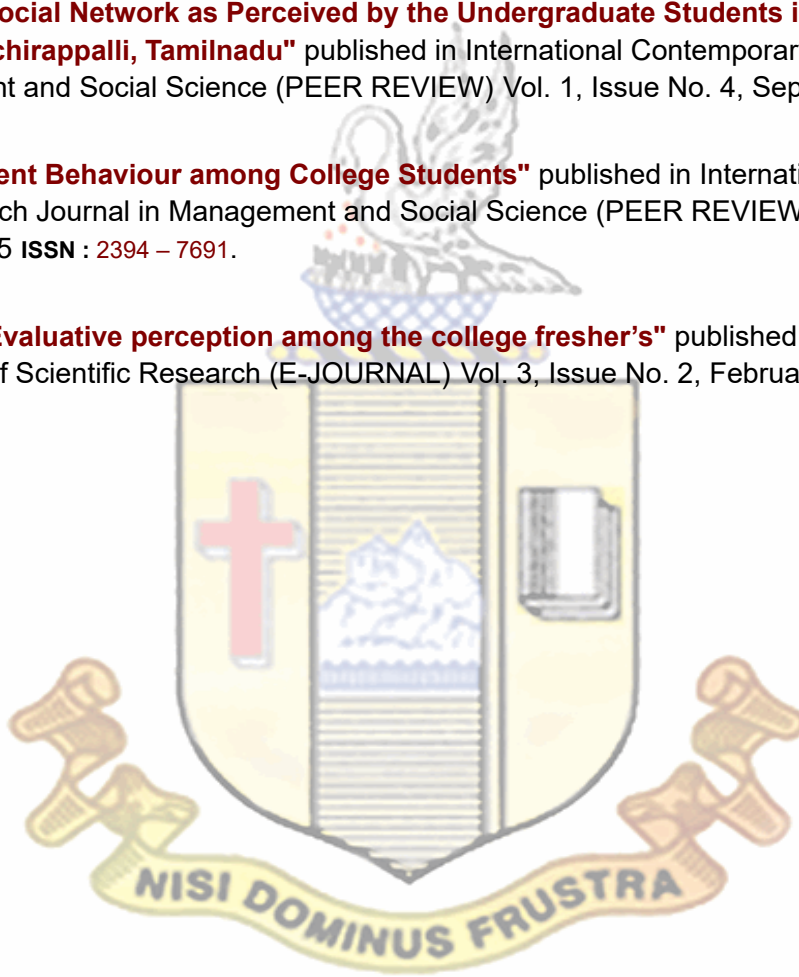 ocial Network as Perceived by the Undergraduate Students i
chirappalli, Tamilnadu" published in International Contemporar
nt and Social Science (PEER REVIEW) Vol. 1, Issue No. 4, Sep
ent Behaviour among College Students" published in Internati
ch Journal in Management and Social Science (PEER REVIEW
5 ISSN : 2394 – 7691.
Evaluative perception among the college fresher’s" published
f Scientific Research (E-JOURNAL) Vol. 3, Issue No. 2, Februa
NISI DOMINUS FRUSTRA